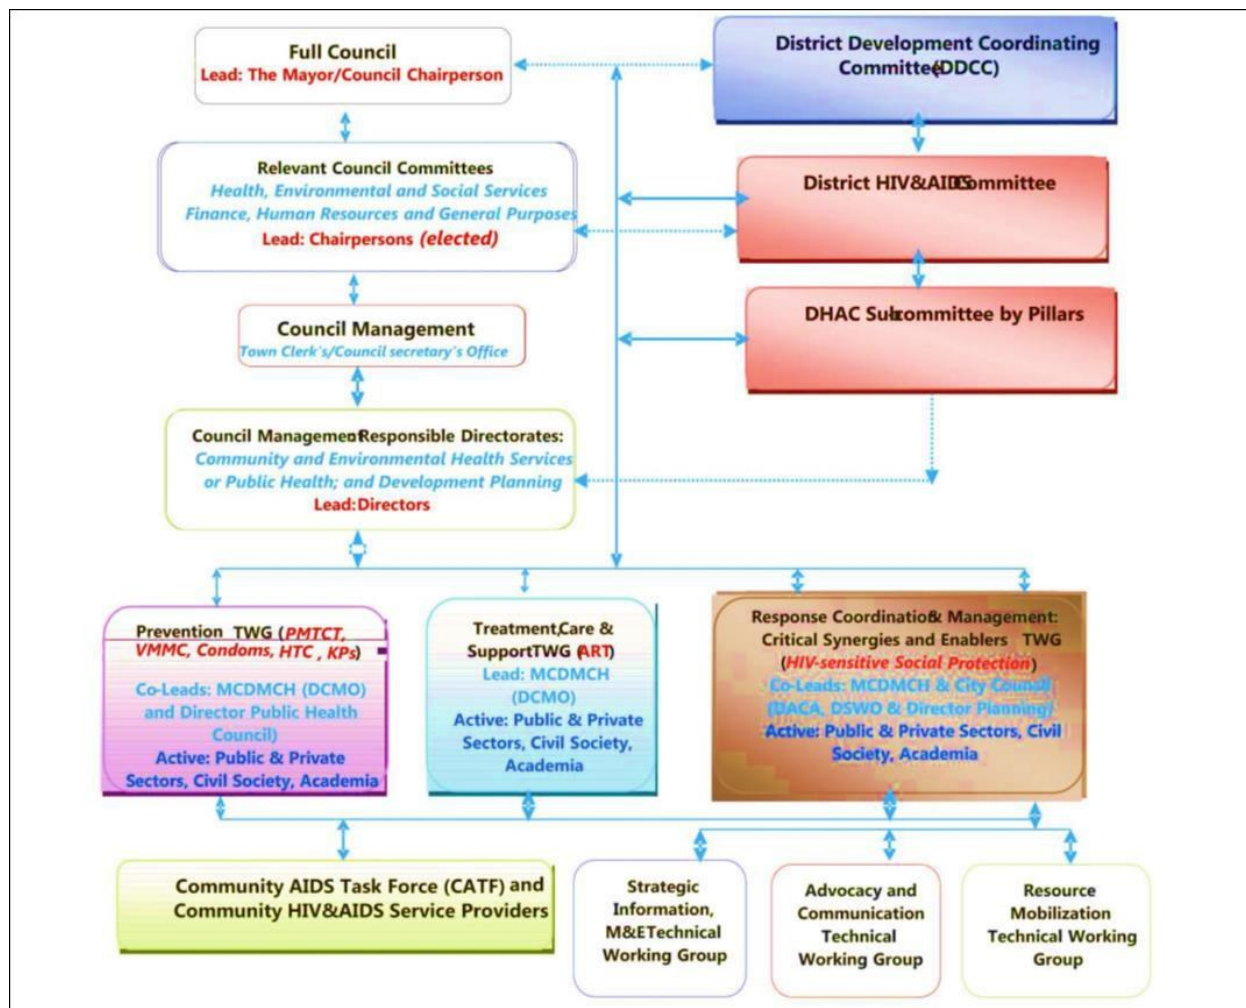 Full Council
Lead: The Mayor/Council Chairperson
District Development Coordinating
Committee(DDCC)
Relevant Council Committees
Health, Environmental and Social Services
Finance, Human Resources and General Purposes
Lead: Chairpersons (elected)
District HIV&AIDS Committee
Council Management
Town Clerk's/Council secretary's Office
DHAC Sub-committee by Pillars
Council Management-Responsible Directorates:
Community and Environmental Health Services
or Public Health; and Development Planning
Lead:Directors
Prevention TWG (PMTCT,
VMMC, Condoms, HTC , KPs)
Co-Leads: MCDMCH (DCMO)
and Director Public Health
Council)
Active: Public & Private
Sectors, Civil Society, Academia
Treatment,Care &
SupportTWG (ART)
Lead: MCDMCH
(DCMO)
Active: Public & Private
Sectors, Civil Society,
Academia
Response Coordination& Management:
Critical Synergies and Enablers TWG
(HIV-sensitive Social Protection)
Co-Leads: MCDMCH & City Council
(DACA, DSWO & Director Planning)
Active: Public & Private Sectors, Civil
Society, Academia
Community AIDS Task Force (CATF) and
Community HIV&AIDS Service Providers
Strategic
Information,
M&ETechnical
Working Group
Advocacy and
Communication
Technical
Working Group
Resource
Mobilization
Technical Working
Group